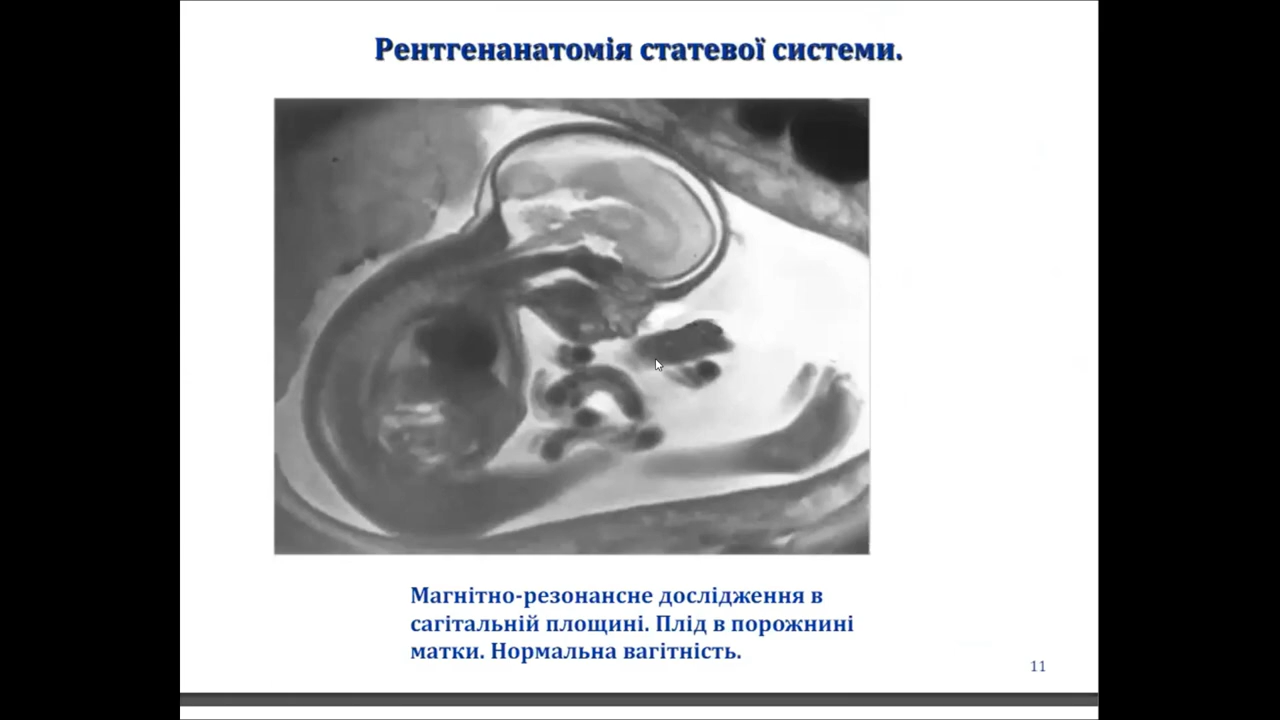 Рентгенанатомія статевої системи.
Магнітно-резонансне дослідження в
сагітальній площині. Плід в порожнині
матки. Нормальна вагітність.
11